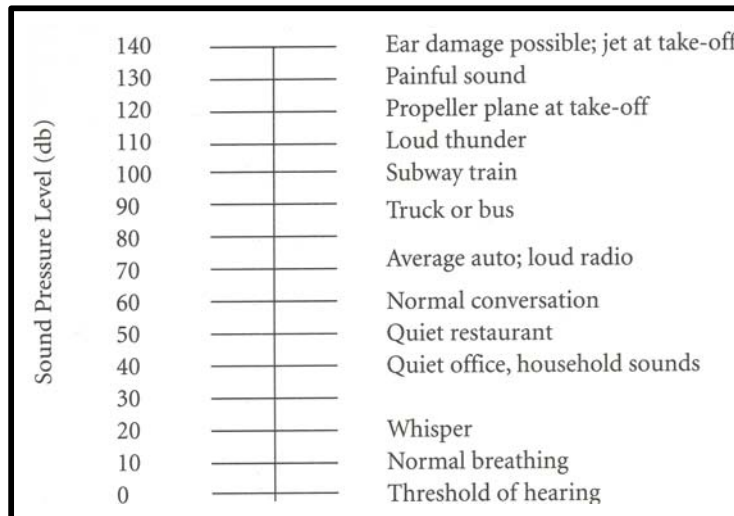 Sound Pressure Level (db)
140 Ear damage possible; jet at take-off
130 Painful sound
120 Propeller plane at take-off
110 Loud thunder
100 Subway train
90 Truck or bus
80
70 Average auto; loud radio
60 Normal conversation
50 Quiet restaurant
40 Quiet office, household sounds
30
20 Whisper
10 Normal breathing
0 Threshold of hearing